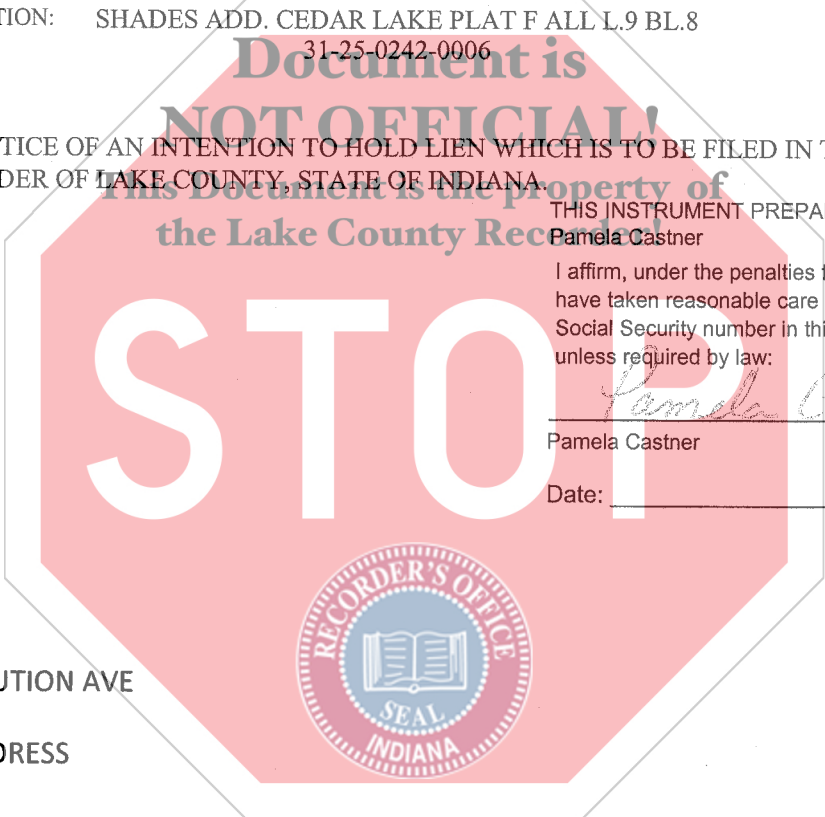 TION: SHADES ADD. CEDAR LAKE PLAT F ALL L.9 BL.8
31-25-0242-0006
Document is
NOT OFFICIAL!
TICE OF AN INTENTION TO HOLD LIEN WHICH IS TO BE FILED IN T
DER OF LAKE COUNTY, STATE OF INDIANA.
This Document is the property of
the Lake County Recorder!
THIS INSTRUMENT PREPA
Pamela Castner
I affirm, under the penalties f
have taken reasonable care
Social Security number in thi
unless required by law:
Pamela C
Pamela Castner
Date:
STOP
RECORDER'S OFFICE
SEAL
INDIANA
UTION AVE
DRESS